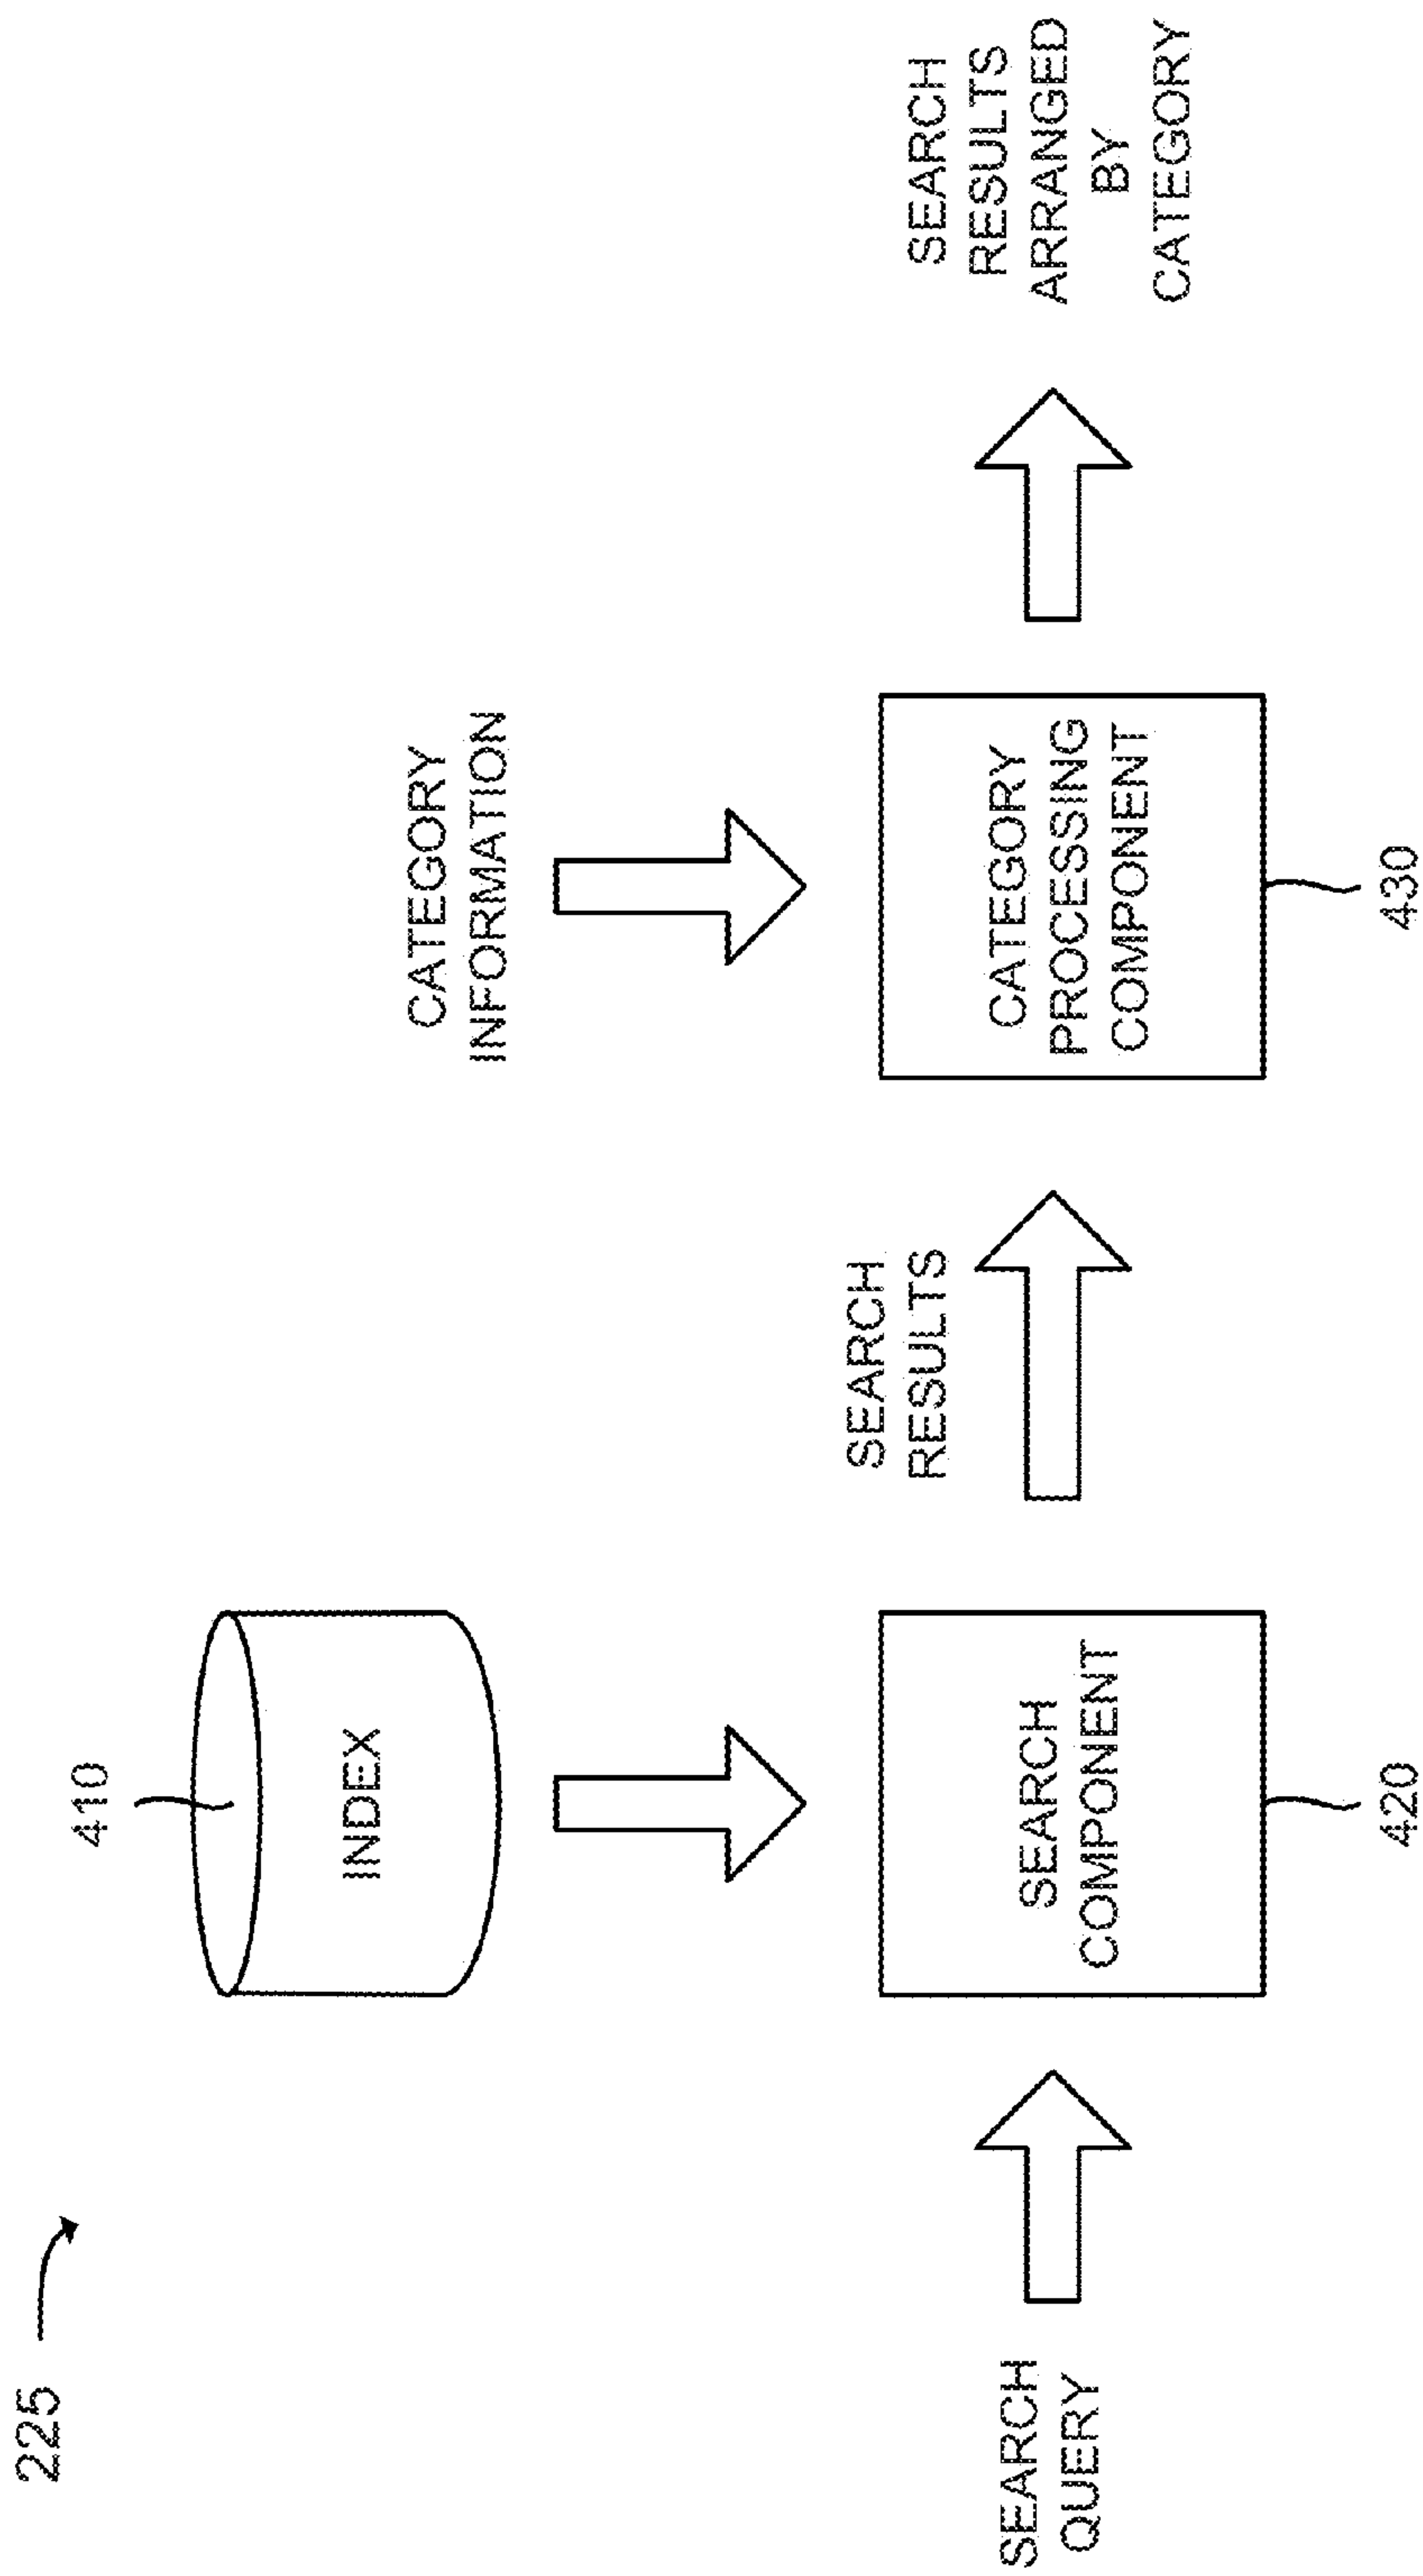 225
410
INDEX
CATEGORY
INFORMATION
SEARCH
QUERY
SEARCH
COMPONENT
420
SEARCH
RESULTS
CATEGORY
PROCESSING
COMPONENT
430
SEARCH
RESULTS
ARRANGED
BY
CATEGORY